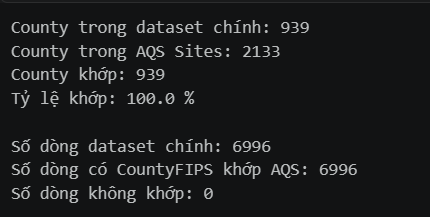 County trong dataset chính: 939
County trong AQS Sites: 2133
County khớp: 939
Tỷ lệ khớp: 100.0 %
Số dòng dataset chính: 6996
Số dòng có CountyFIPS khớp AQS: 6996
Số dòng không khớp: 0